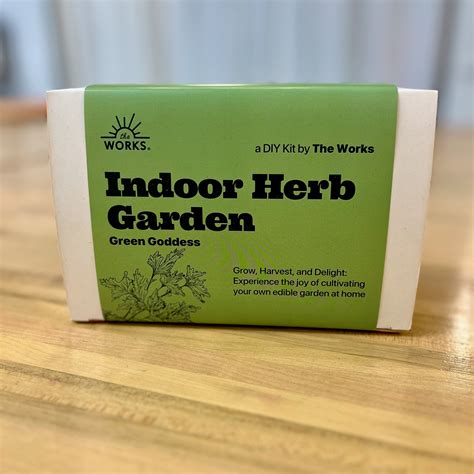 the
WORKS®
a DIY Kit by The Works
Indoor Herb
Garden
Green Goddess
Grow, Harvest, and Delight:
Experience the joy of cultivating
your own edible garden at home